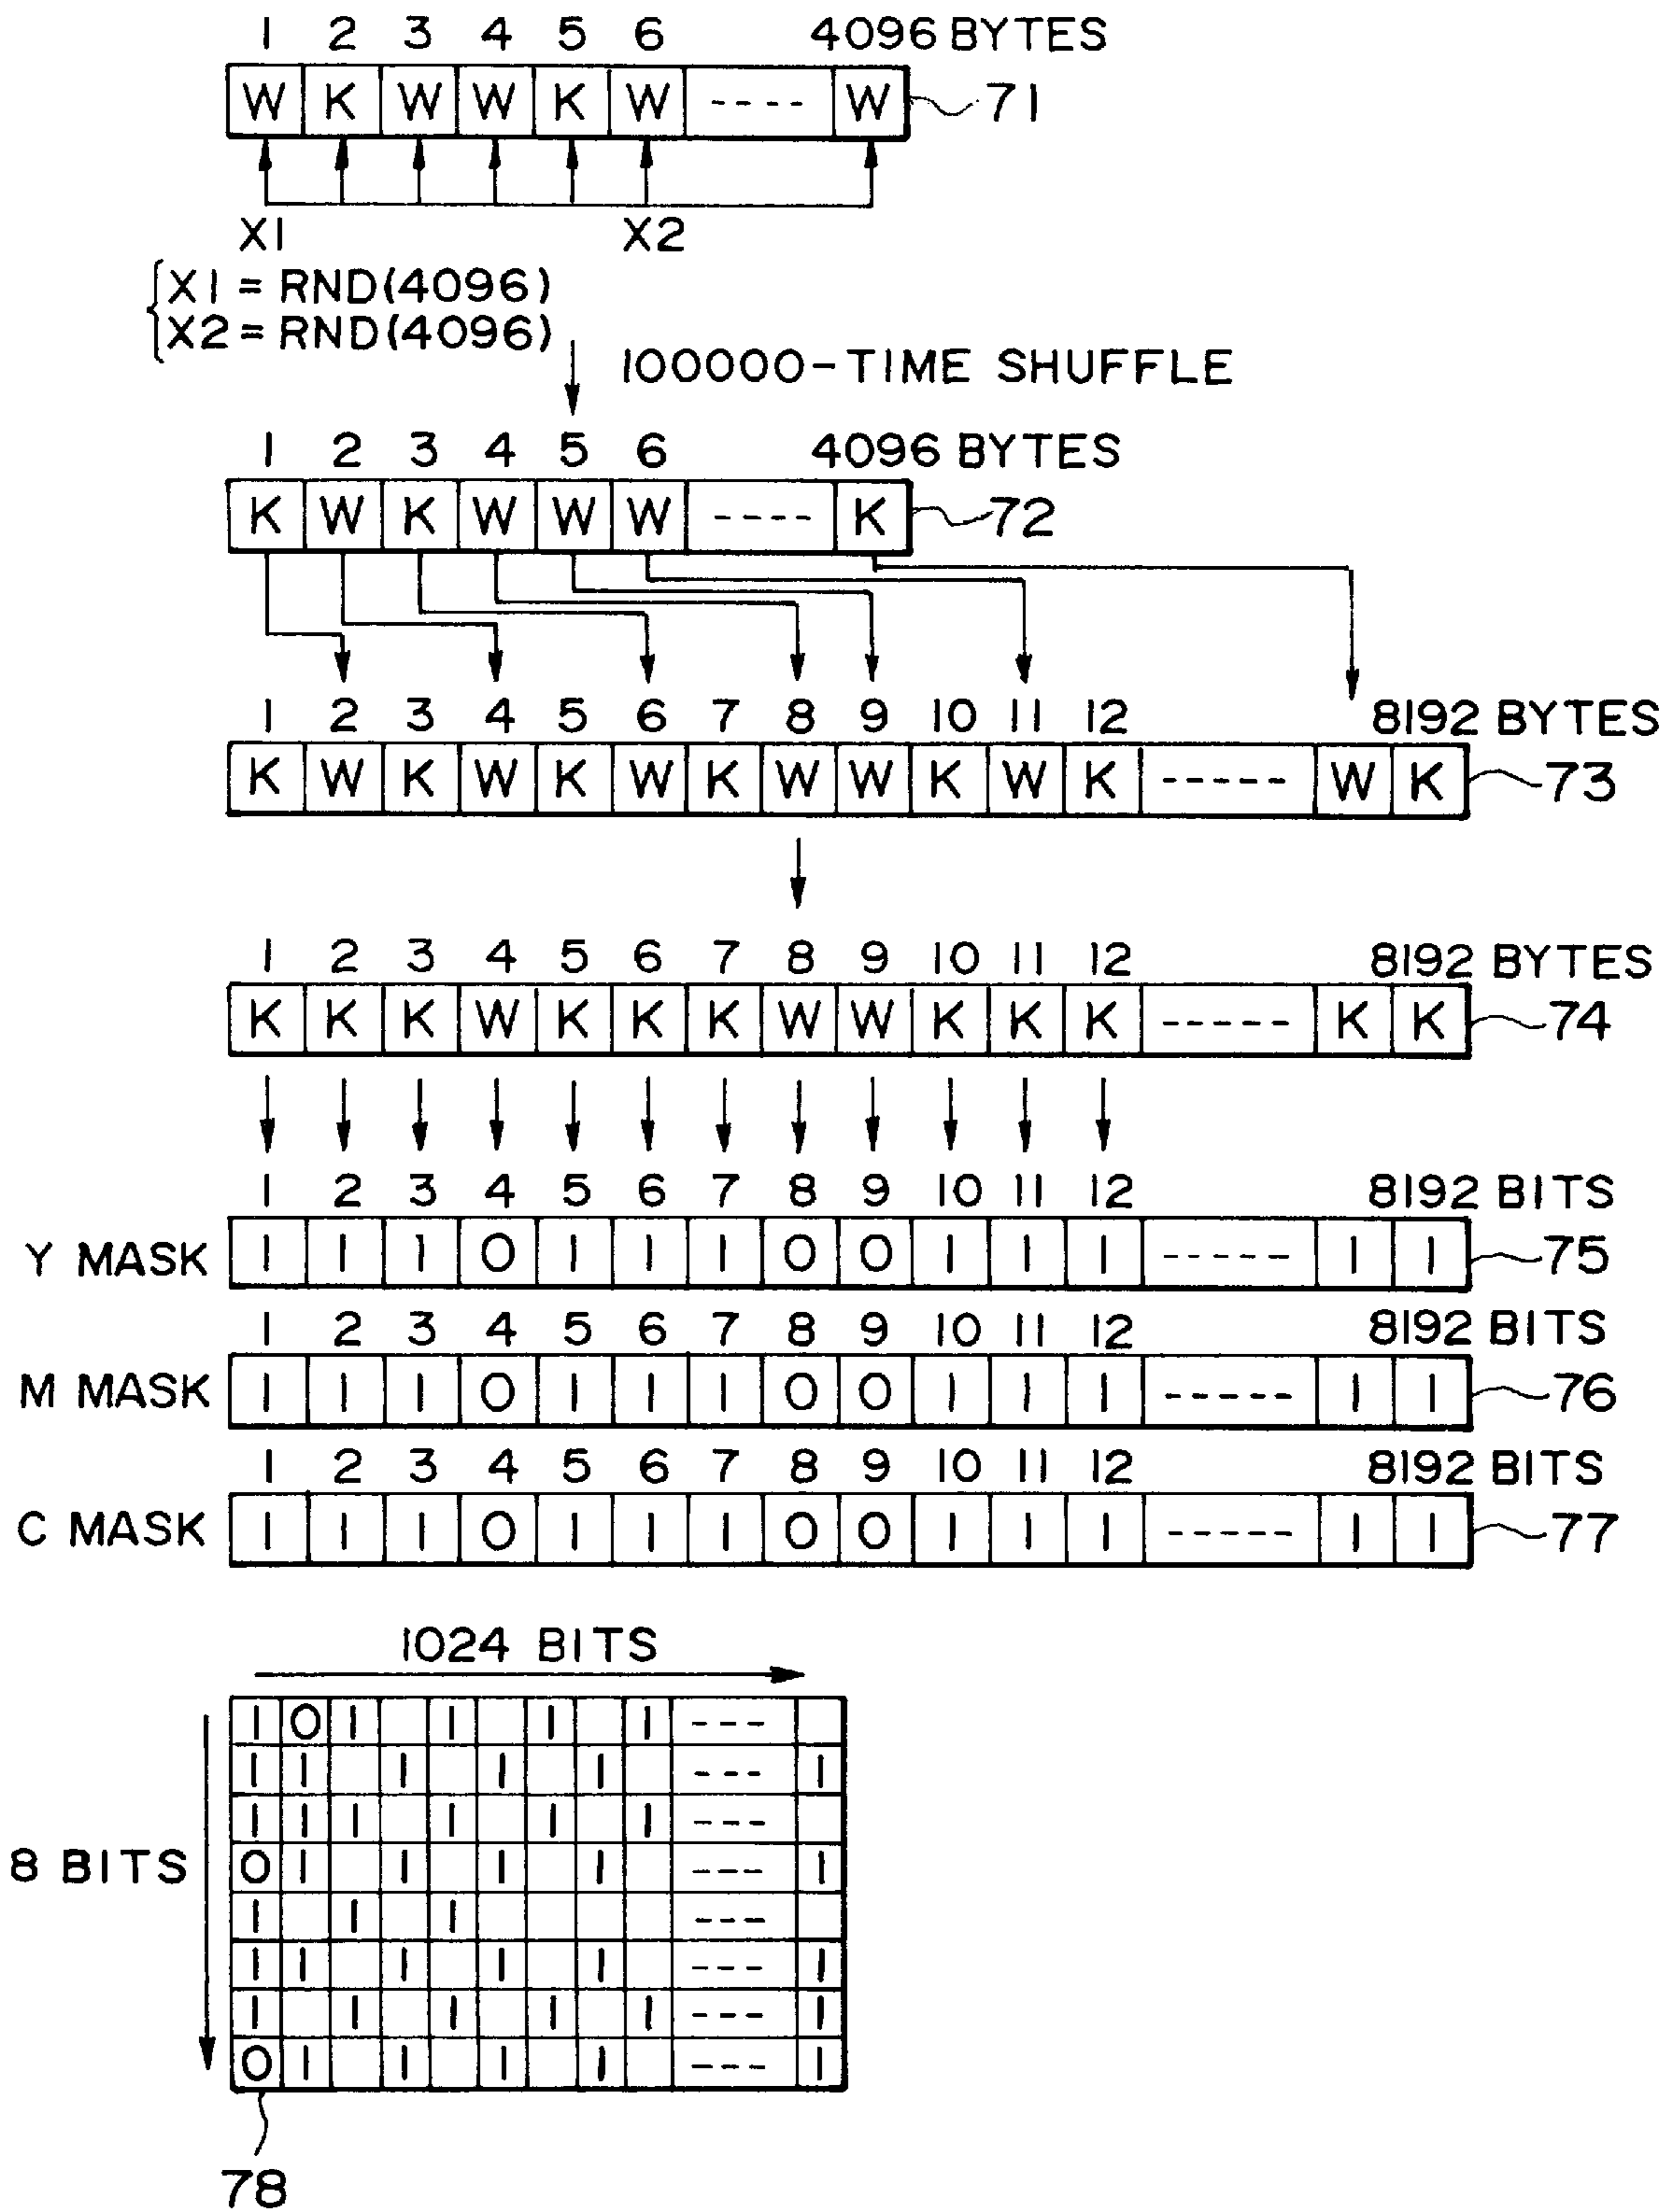 1 2 3 4 5 6 4096 BYTES
W K W W K W ---- W 71
X1 X2
X1 = RND(4096)
X2 = RND(4096)
100000-TIME SHUFFLE
1 2 3 4 5 6 4096 BYTES
K W K W W W ---- K 72
1 2 3 4 5 6 7 8 9 10 11 12 8192 BYTES
K W K W K W K W W K W K ----- W K 73
1 2 3 4 5 6 7 8 9 10 11 12 8192 BYTES
K K K W K K K W W K K K ----- K K 74
1 2 3 4 5 6 7 8 9 10 11 12 8192 BITS
Y MASK 1 1 1 0 1 1 1 0 0 1 1 1 ----- 1 1 75
1 2 3 4 5 6 7 8 9 10 11 12 8192 BITS
M MASK 1 1 1 0 1 1 1 0 0 1 1 1 ----- 1 1 76
1 2 3 4 5 6 7 8 9 10 11 12 8192 BITS
C MASK 1 1 1 0 1 1 1 0 0 1 1 1 ----- 1 1 77
1024 BITS
1 0 1 1 1 1 ---
1 1 1 1 1 --- 1
1 1 1 1 1 1 ---
8 BITS 0 1 1 1 1 --- 1
1 1 1 ---
1 1 1 1 1 --- 1
1 1 1 1 1 --- 1
0 1 1 1 1 --- 1
78